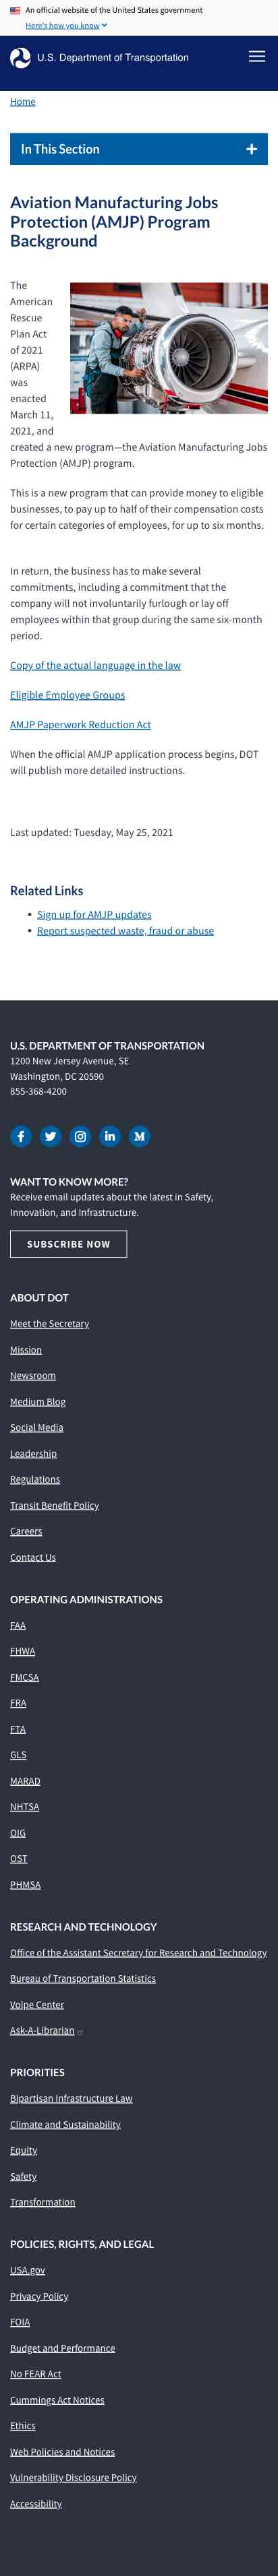 An official website of the United States government
Here's how you know
U.S. Department of Transportation
Home
In This Section
Aviation Manufacturing Jobs
Protection (AMJP) Program
Background
The
American
Rescue
Plan Act
of 2021
(ARPA)
was
enacted
March 11,
2021, and
created a new program—the Aviation Manufacturing Jobs
Protection (AMJP) program.
This is a new program that can provide money to eligible
businesses, to pay up to half of their compensation costs
for certain categories of employees, for up to six months.
In return, the business has to make several
commitments, including a commitment that the
company will not involuntarily furlough or lay off
employees within that group during the same six-month
period.
Copy of the actual language in the law
Eligible Employee Groups
AMJP Paperwork Reduction Act
When the official AMJP application process begins, DOT
will publish more detailed instructions.
Last updated: Tuesday, May 25, 2021
Related Links
• Sign up for AMJP updates
• Report suspected waste, fraud or abuse
U.S. DEPARTMENT OF TRANSPORTATION
1200 New Jersey Avenue, SE
Washington, DC 20590
855-368-4200
WANT TO KNOW MORE?
Receive email updates about the latest in Safety,
Innovation, and Infrastructure.
SUBSCRIBE NOW
ABOUT DOT
Meet the Secretary
Mission
Newsroom
Medium Blog
Social Media
Leadership
Regulations
Transit Benefit Policy
Careers
Contact Us
OPERATING ADMINISTRATIONS
FAA
FHWA
FMCSA
FRA
FTA
GLS
MARAD
NHTSA
OIG
OST
PHMSA
RESEARCH AND TECHNOLOGY
Office of the Assistant Secretary for Research and Technology
Bureau of Transportation Statistics
Volpe Center
Ask-A-Librarian
PRIORITIES
Bipartisan Infrastructure Law
Climate and Sustainability
Equity
Safety
Transformation
POLICIES, RIGHTS, AND LEGAL
USA.gov
Privacy Policy
FOIA
Budget and Performance
No FEAR Act
Cummings Act Notices
Ethics
Web Policies and Notices
Vulnerability Disclosure Policy
Accessibility